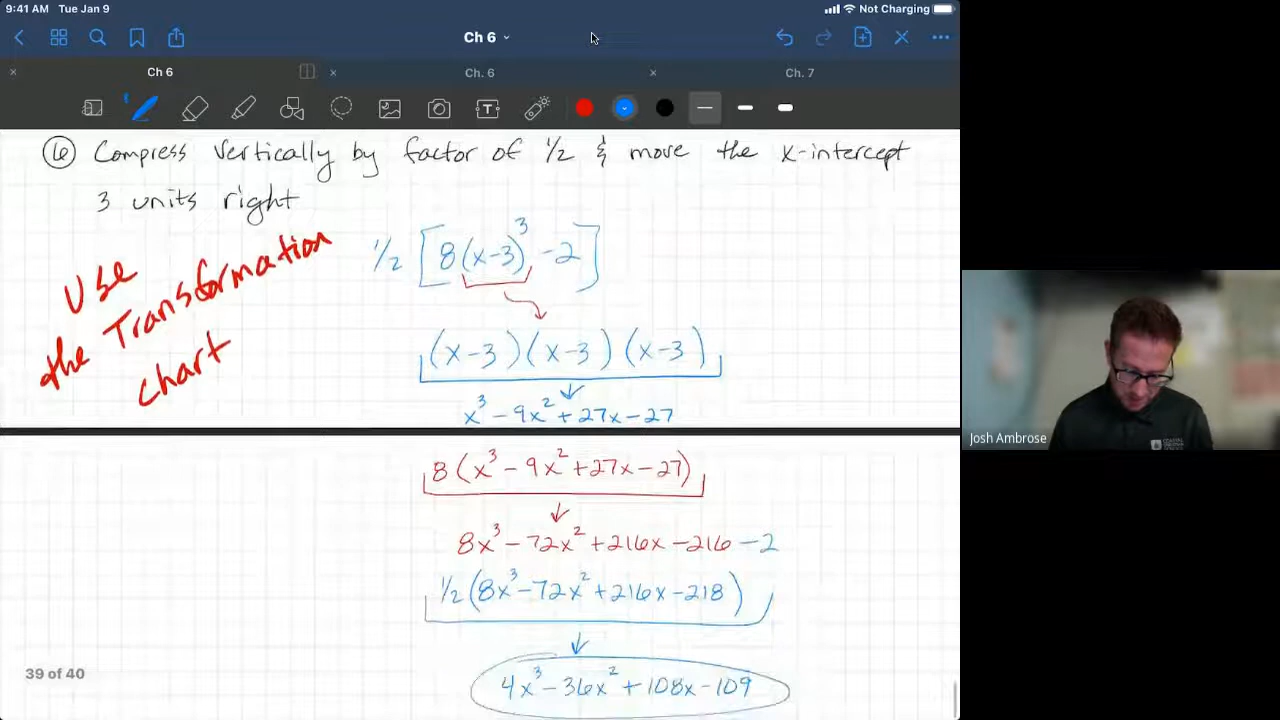 9:41 AM Tue Jan 9
Not Charging
Ch 6
Ch 6
Ch. 6
Ch. 7
⑥ Compress vertically by factor of 1/2 & move the x-intercept
3 units right
Use
the Transformation
chart
1/2 [8(x-3)³ -2]
(x-3)(x-3)(x-3)
x³ - 9x² + 27x - 27
8(x³ - 9x² + 27x - 27)
8x³ - 72x² + 216x - 216 - 2
1/2(8x³ - 72x² + 216x - 218)
4x³ - 36x² + 108x - 109
39 of 40
Josh Ambrose